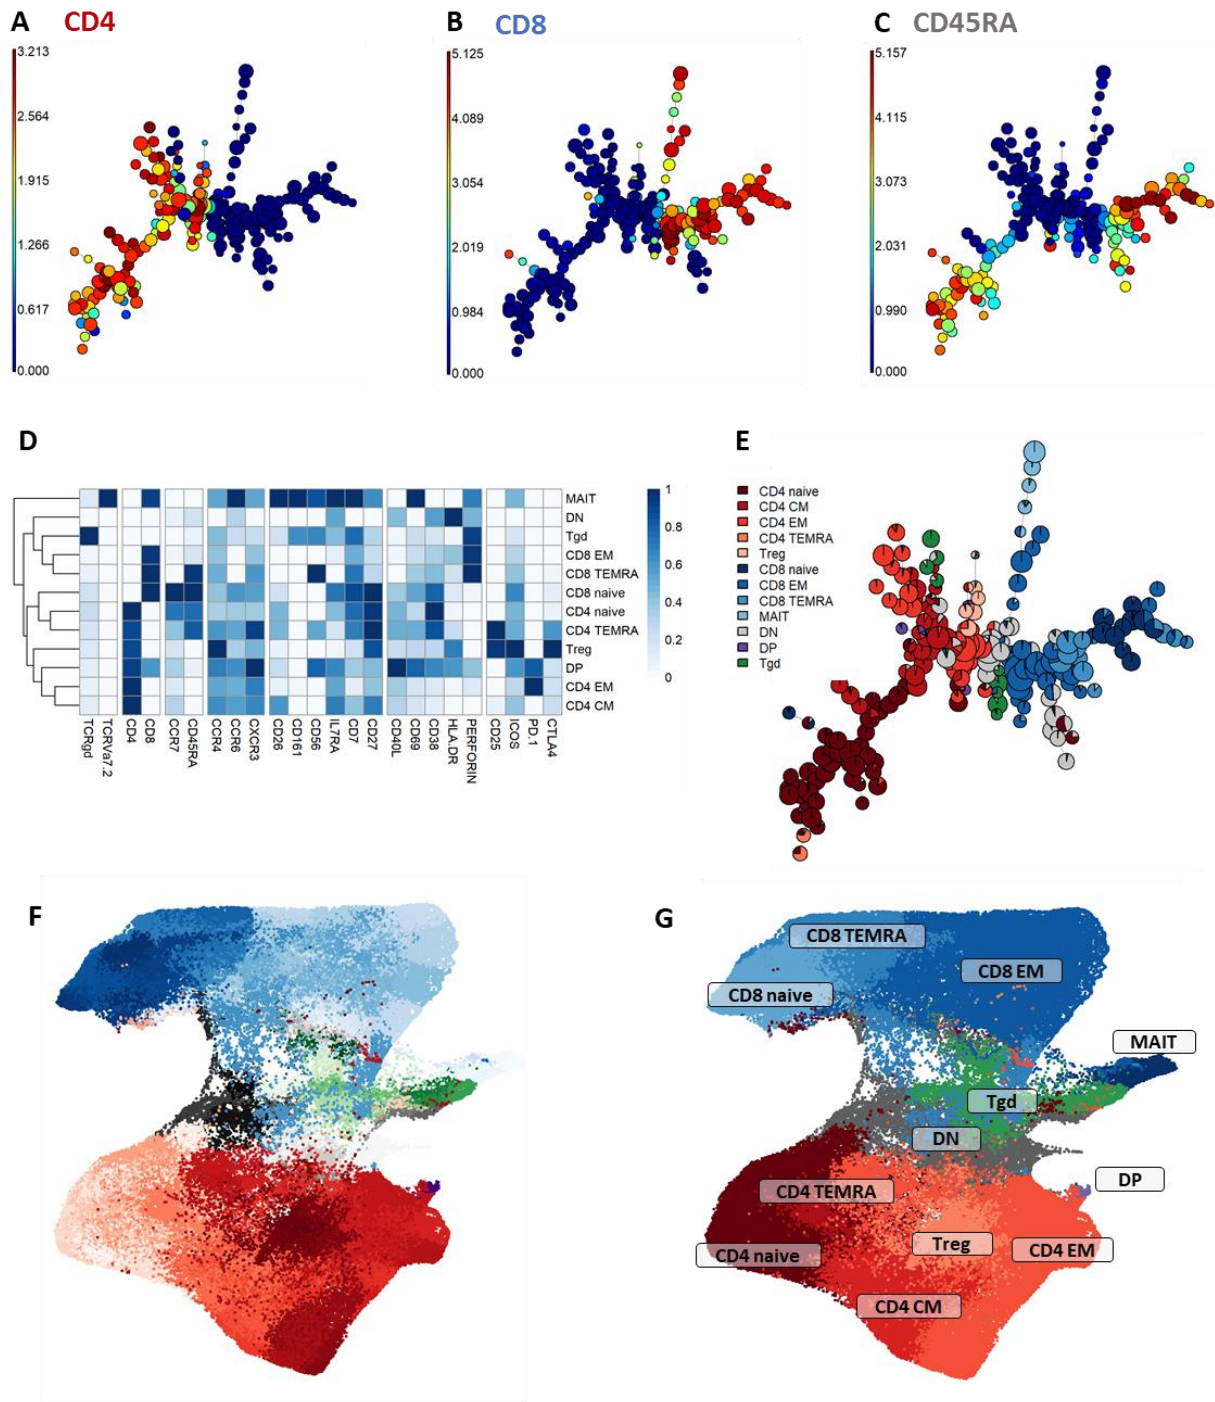 A CD4
B CD8
C CD45RA
3.213
2.564
1.915
1.266
0.617
0.000
5.125
4.089
3.054
2.019
0.984
0.000
5.157
4.115
3.073
2.031
0.990
0.000
D
MAIT
DN
Tgd
CD8 EM
CD8 TEMRA
CD8 naive
CD4 naive
CD4 TEMRA
Treg
DP
CD4 EM
CD4 CM
1
0.8
0.6
0.4
0.2
0
TCRgd
TCRVa7.2
CD4
CD8
CCR7
CD45RA
CCR4
CCR6
CXCR3
CD26
CD161
CD56
IL7RA
CD7
CD27
CD40L
CD69
CD38
HLA.DR
PERFORIN
CD25
ICOS
PD.1
CTLA4
E
CD4 naive
CD4 CM
CD4 EM
CD4 TEMRA
Treg
CD8 naive
CD8 EM
CD8 TEMRA
MAIT
DN
DP
Tgd
F
G
CD8 TEMRA
CD8 EM
CD8 naive
MAIT
Tgd
DN
DP
CD4 TEMRA
Treg
CD4 EM
CD4 naive
CD4 CM